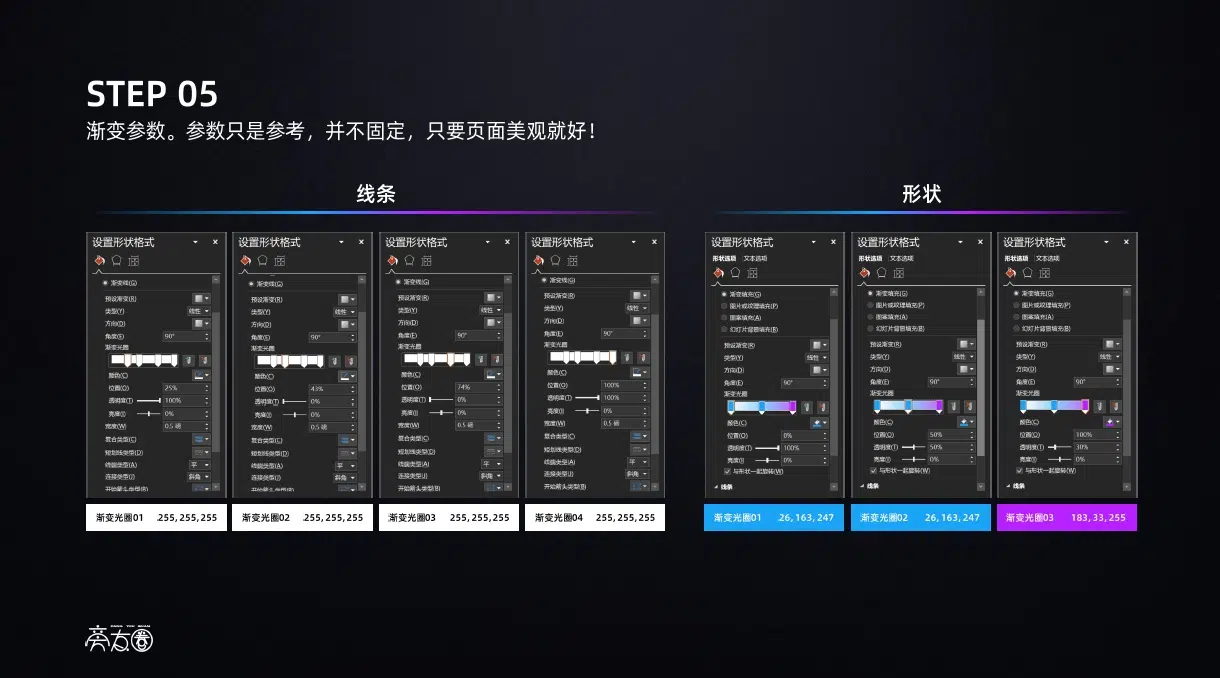 STEP 05
渐变参数。参数只是参考，并不固定，只要页面美观就好！
线条
设置形状格式
渐变线(G)
预设渐变(R)
类型(Y) 线性
方向(D)
角度(E) 90°
渐变光圈
颜色(C)
位置(O) 25%
透明度(T) 100%
亮度(I) 0%
宽度(W) 0.5 磅
复合类型(C)
短划线类型(D)
线端类型(A) 平
连接类型(J) 斜角
开始箭头类型(B)
渐变光圈01 255, 255, 255
设置形状格式
渐变线(G)
预设渐变(R)
类型(Y) 线性
方向(D)
角度(E) 90°
渐变光圈
颜色(C)
位置(O) 43%
透明度(T) 0%
亮度(I) 0%
宽度(W) 0.5 磅
复合类型(C)
短划线类型(D)
线端类型(A) 平
连接类型(J) 斜角
开始箭头类型(B)
渐变光圈02 255, 255, 255
设置形状格式
渐变线(G)
预设渐变(R)
类型(Y) 线性
方向(D)
角度(E) 90°
渐变光圈
颜色(C)
位置(O) 74%
透明度(T) 0%
亮度(I) 0%
宽度(W) 0.5 磅
复合类型(C)
短划线类型(D)
线端类型(A) 平
连接类型(J) 斜角
开始箭头类型(B)
渐变光圈03 255, 255, 255
设置形状格式
渐变线(G)
预设渐变(R)
类型(Y) 线性
方向(D)
角度(E) 90°
渐变光圈
颜色(C)
位置(O) 100%
透明度(T) 100%
亮度(I) 0%
宽度(W) 0.5 磅
复合类型(C)
短划线类型(D)
线端类型(A) 平
连接类型(J) 斜角
开始箭头类型(B)
渐变光圈04 255, 255, 255
形状
设置形状格式
形状选项 文本选项
渐变填充(G)
图片或纹理填充(P)
图案填充(A)
幻灯片背景填充(B)
预设渐变(R)
类型(Y) 线性
方向(D)
角度(E) 90°
渐变光圈
颜色(C)
位置(O) 0%
透明度(T) 100%
亮度(I) 0%
与形状一起旋转(W)
线条
渐变光圈01 26, 163, 247
设置形状格式
形状选项 文本选项
渐变填充(G)
图片或纹理填充(P)
图案填充(A)
幻灯片背景填充(B)
预设渐变(R)
类型(Y) 线性
方向(D)
角度(E) 90°
渐变光圈
颜色(C)
位置(O) 50%
透明度(T) 50%
亮度(I) 0%
与形状一起旋转(W)
线条
渐变光圈02 26, 163, 247
设置形状格式
形状选项 文本选项
渐变填充(G)
图片或纹理填充(P)
图案填充(A)
幻灯片背景填充(B)
预设渐变(R)
类型(Y) 线性
方向(D)
角度(E) 90°
渐变光圈
颜色(C)
位置(O) 100%
透明度(T) 30%
亮度(I) 0%
与形状一起旋转(W)
线条
渐变光圈03 183, 33, 255
旁友圈